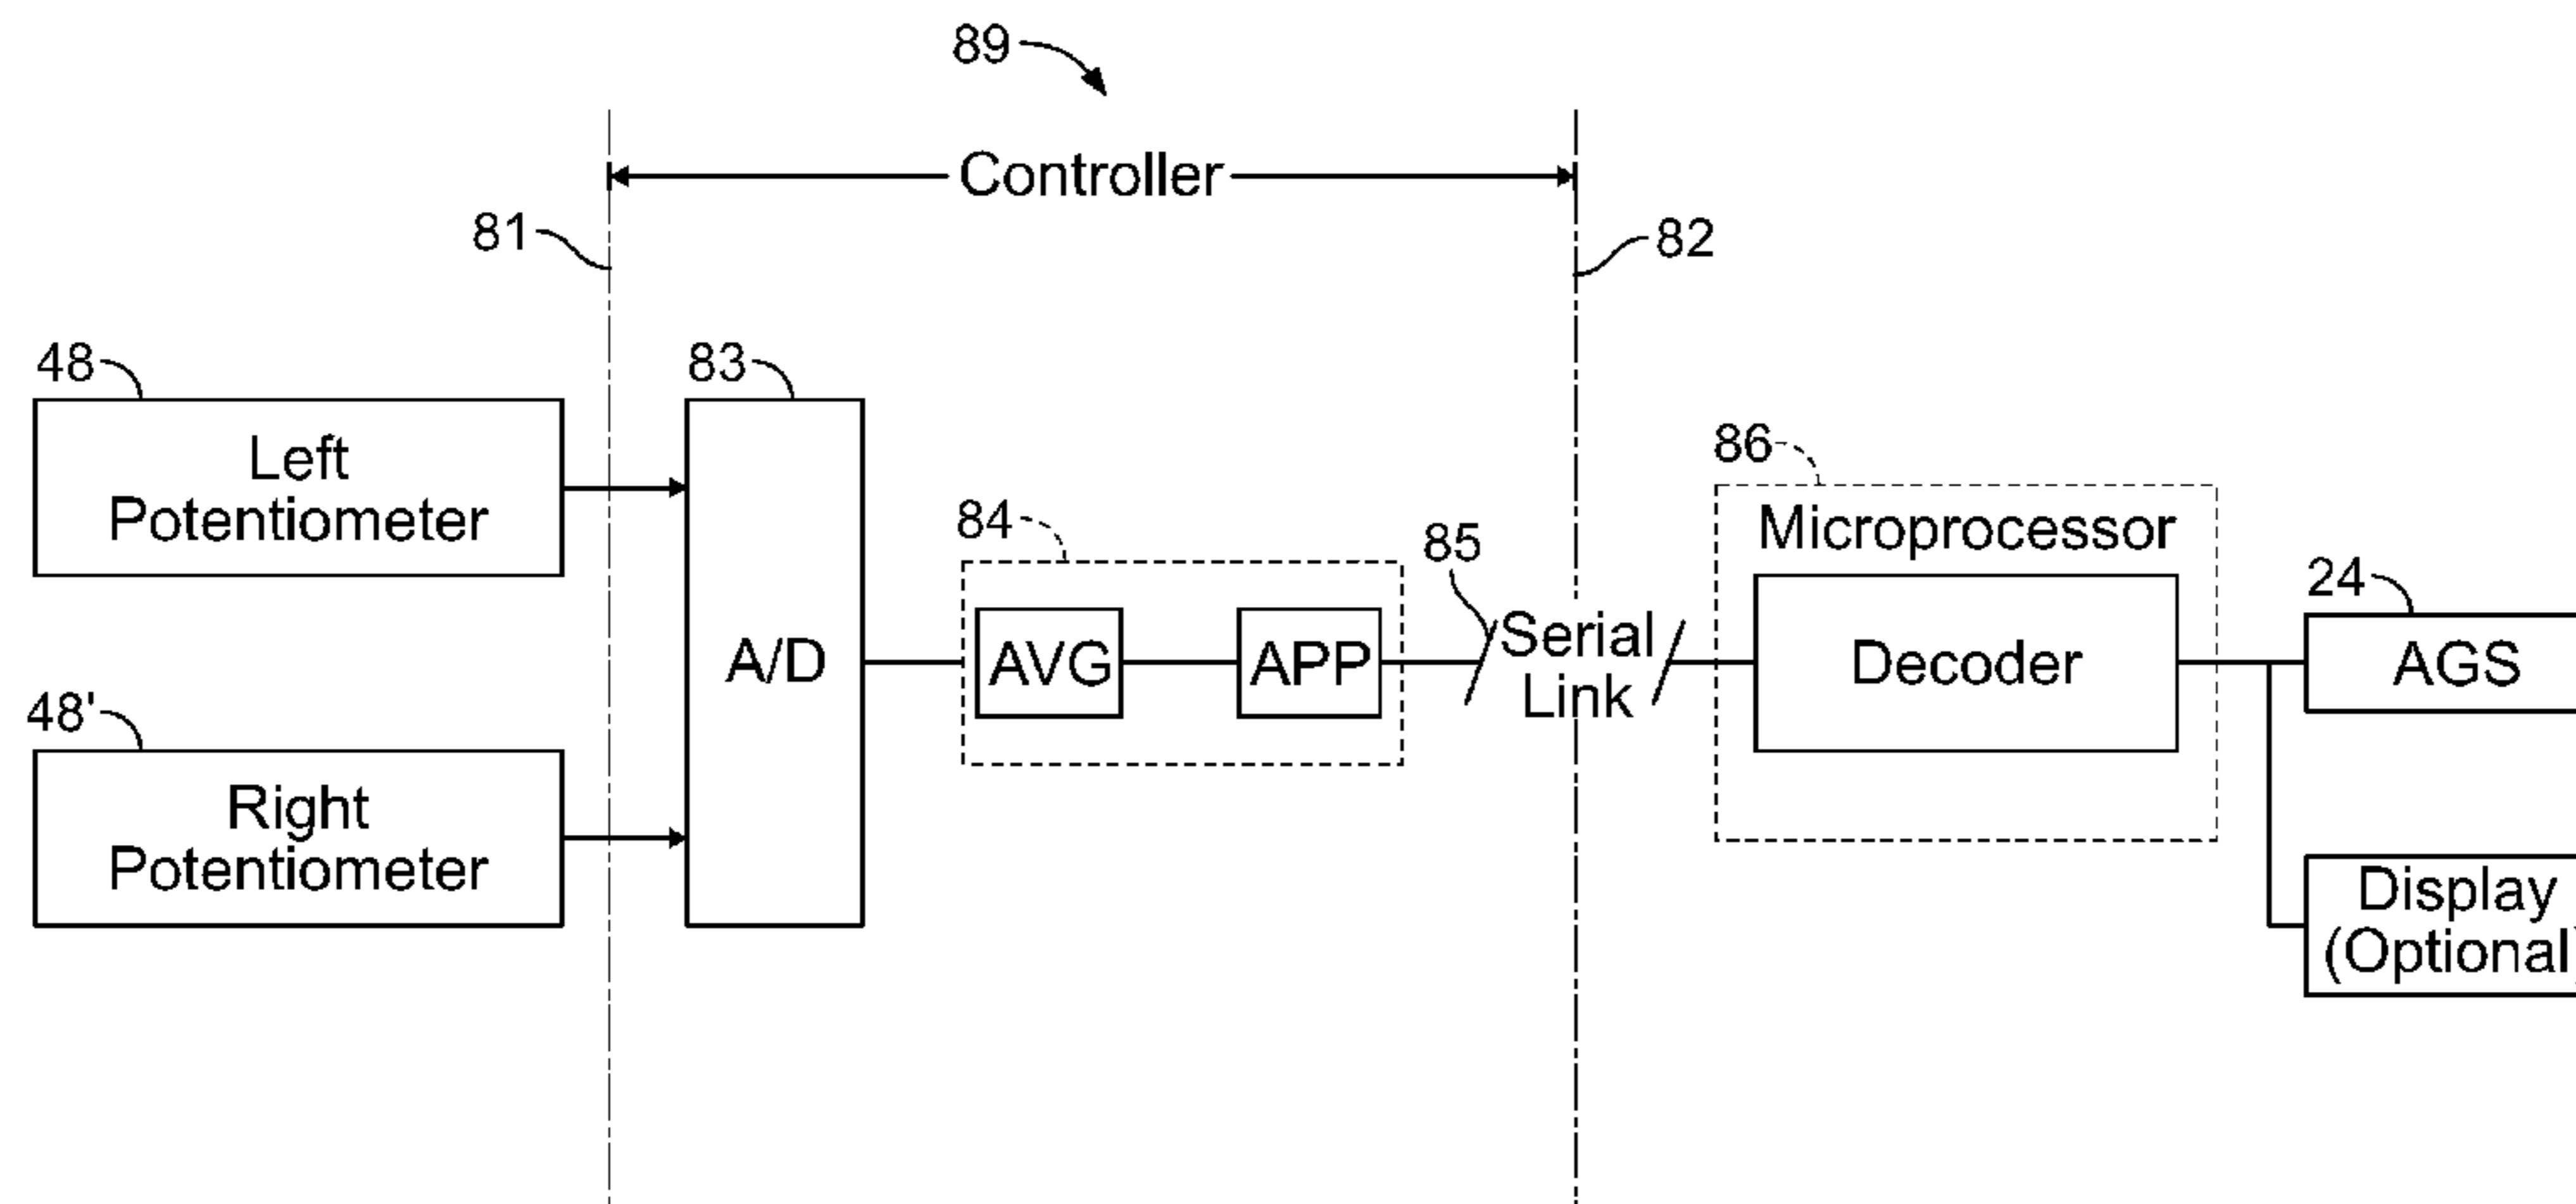 89
Controller
81
82
48
83
Left
Potentiometer
86
Microprocessor
84
85
24
Serial
Link
A/D
AVG
APP
Decoder
AGS
48'
Right
Potentiometer
Display
(Optional)